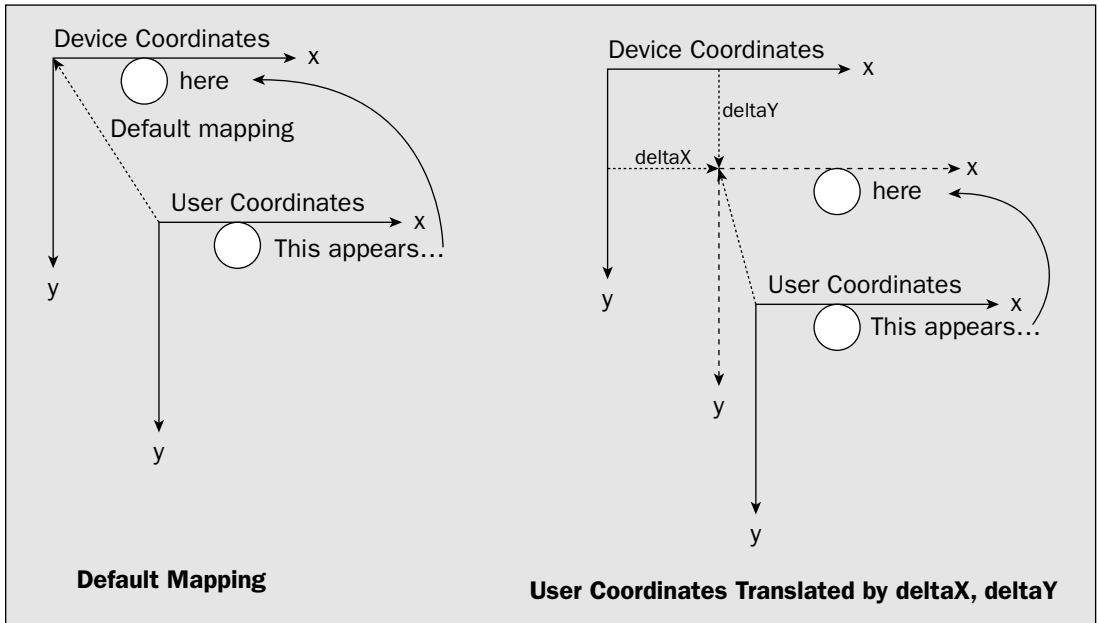 Device Coordinates
x
here
Default mapping
User Coordinates
x
This appears...
y
y
Default Mapping
Device Coordinates
x
deltaY
deltaX
x
here
User Coordinates
x
This appears...
y
y
y
User Coordinates Translated by deltaX, deltaY